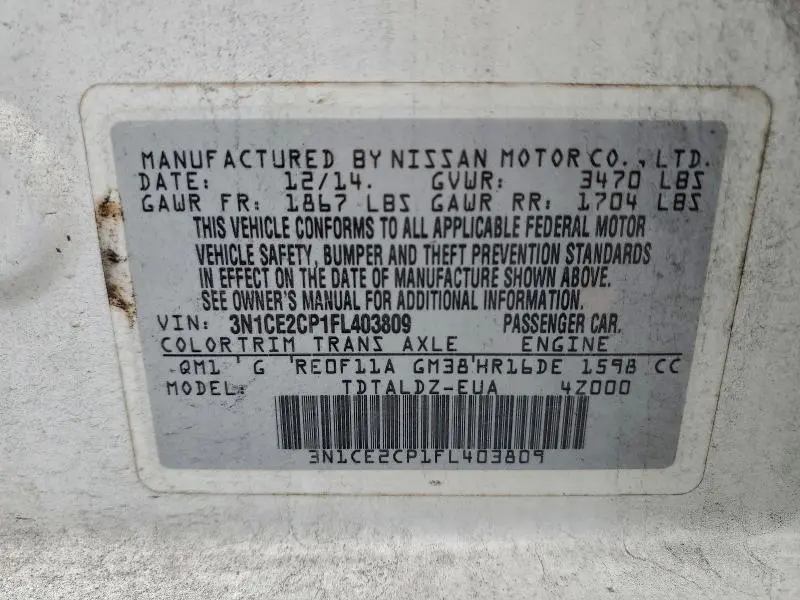 MANUFACTURED BY NISSAN MOTOR CO., LTD.
DATE: 12/14. GVWR: 3470 LBS
GAWR FR: 1867 LBS GAWR RR: 1704 LBS
THIS VEHICLE CONFORMS TO ALL APPLICABLE FEDERAL MOTOR
VEHICLE SAFETY, BUMPER AND THEFT PREVENTION STANDARDS
IN EFFECT ON THE DATE OF MANUFACTURE SHOWN ABOVE.
SEE OWNER'S MANUAL FOR ADDITIONAL INFORMATION.
VIN: 3N1CE2CP1FL403809 PASSENGER CAR.
COLORTRIM TRANS AXLE ENGINE
QM1 ' G 'RE0F11A GM38'HR16DE 1598 CC
MODEL: TDTALDZ-EUA 4Z000
3N1CE2CP1FL403809